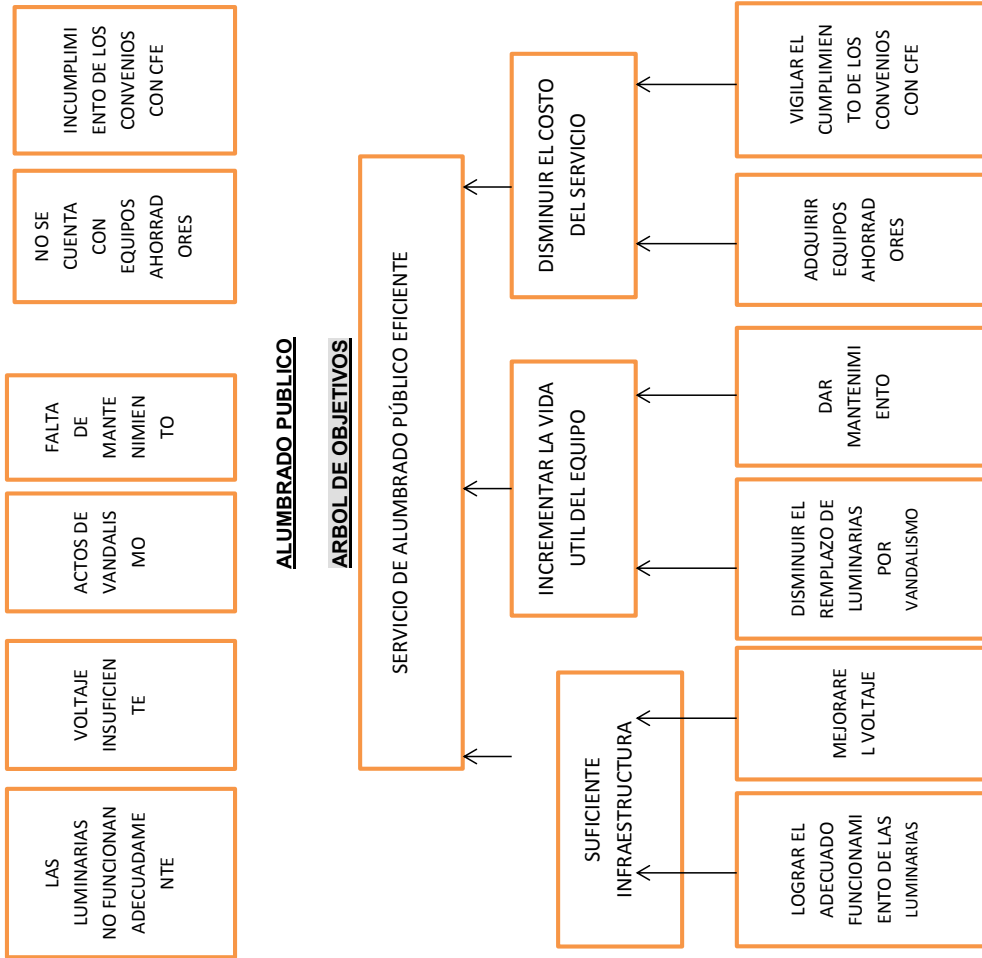 LAS
LUMINARIAS
NO FUNCIONAN
ADECUADAME
NTE
VOLTAJE
INSUFICIEN
TE
ACTOS DE
VANDALIS
MO
FALTA
DE
MANTE
NIMIEN
TO
NO SE
CUENTA
CON
EQUIPOS
AHORRAD
ORES
INCUMPLIMI
ENTO DE LOS
CONVENIOS
CON CFE
ALUMBRADO PUBLICO
ARBOL DE OBJETIVOS
SERVICIO DE ALUMBRADO PÚBLICO EFICIENTE
SUFICIENTE
INFRAESTRUCTURA
INCREMENTAR LA VIDA
UTIL DEL EQUIPO
DISMINUIR EL COSTO
DEL SERVICIO
LOGRAR EL
ADECUADO
FUNCIONAMI
ENTO DE LAS
LUMINARIAS
MEJORARE
L VOLTAJE
DISMINUIR EL
REMPLAZO DE
LUMINARIAS
POR
VANDALISMO
DAR
MANTENIMI
ENTO
ADQUIRIR
EQUIPOS
AHORRAD
ORES
VIGILAR EL
CUMPLIMIEN
TO DE LOS
CONVENIOS
CON CFE